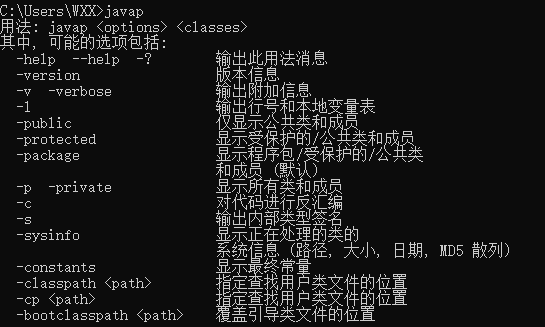 C:\Users\WXX>javap
用法: javap <options> <classes>
其中, 可能的选项包括:
  -help  --help  -?        输出此用法消息
  -version                 版本信息
  -v  -verbose             输出附加信息
  -l                       输出行号和本地变量表
  -public                  仅显示公共类和成员
  -protected               显示受保护的/公共类和成员
  -package                 显示程序包/受保护的/公共类
                           和成员 (默认)
  -p  -private             显示所有类和成员
  -c                       对代码进行反汇编
  -s                       输出内部类型签名
  -sysinfo                 显示正在处理的类的
                           系统信息 (路径, 大小, 日期, MD5 散列)
  -constants               显示最终常量
  -classpath <path>        指定查找用户类文件的位置
  -cp <path>               指定查找用户类文件的位置
  -bootclasspath <path>    覆盖引导类文件的位置